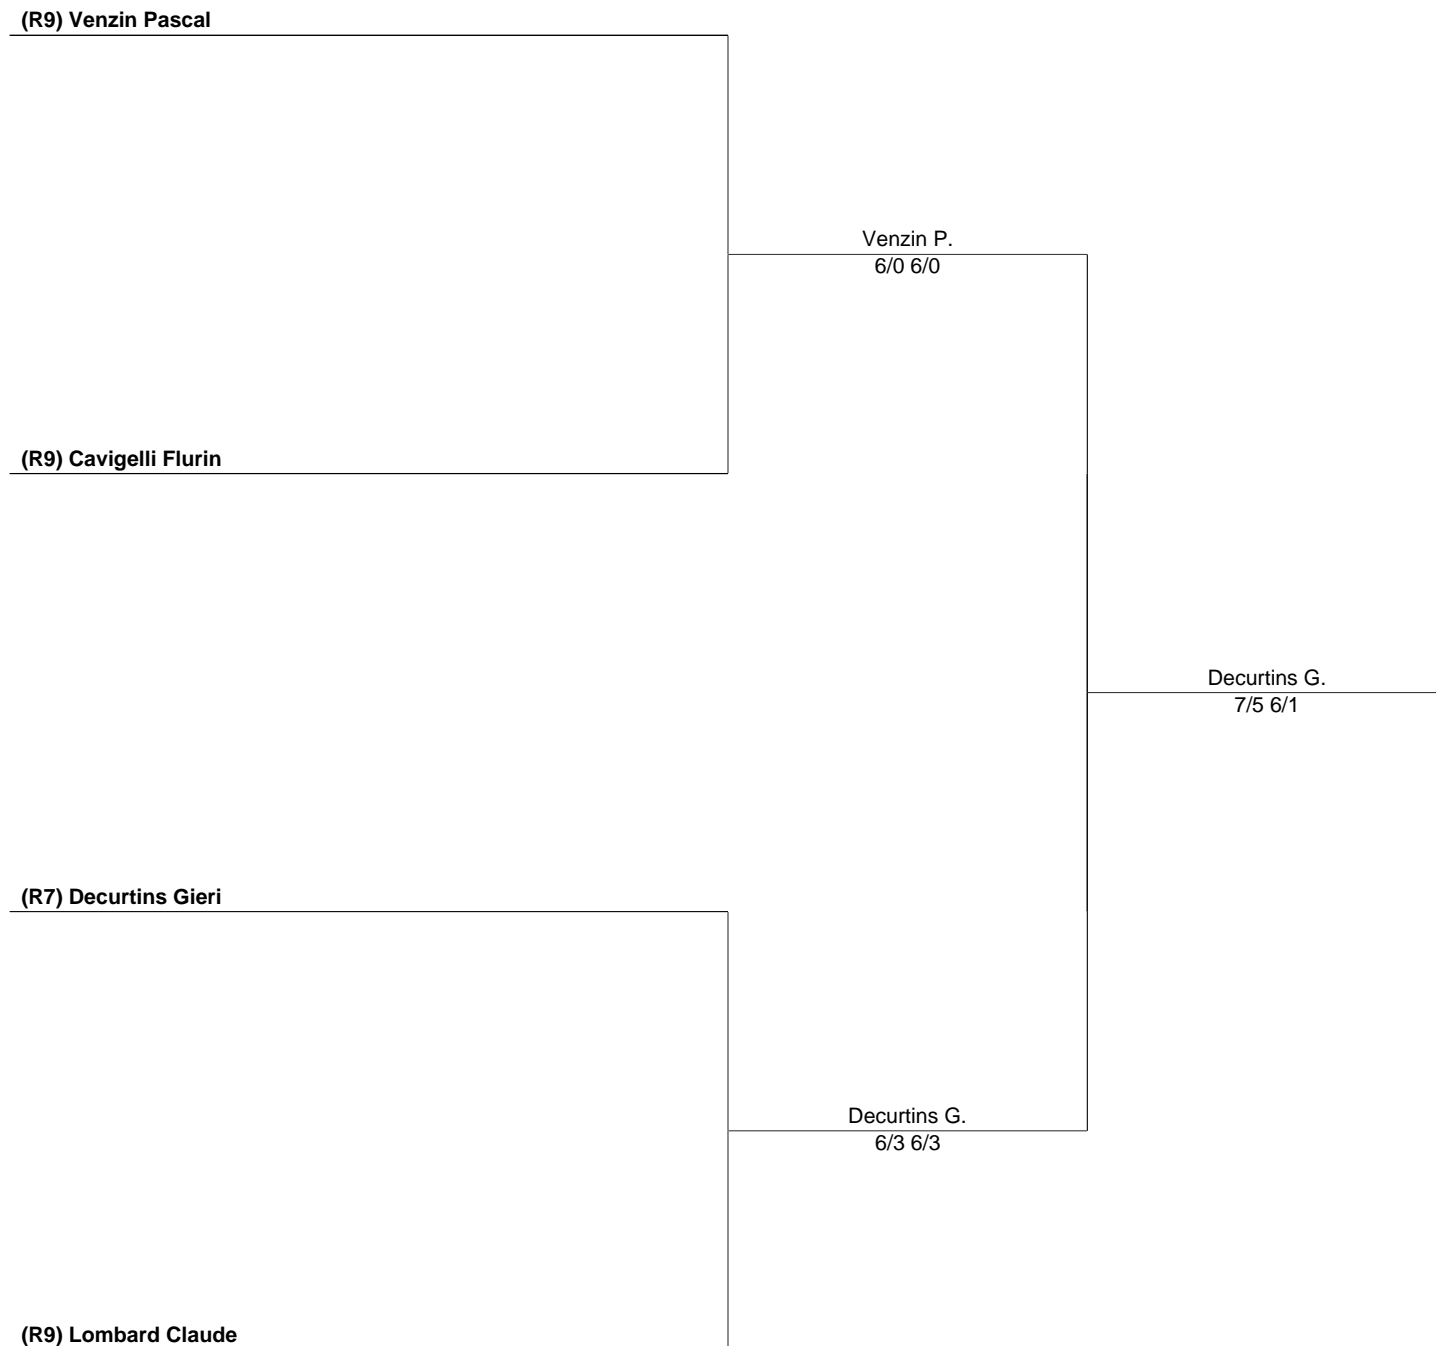 (R9) Venzin Pascal
Venzin P.
6/0 6/0
(R9) Cavigelli Flurin
Decurtins G.
7/5 6/1
(R7) Decurtins Gieri
Decurtins G.
6/3 6/3
(R9) Lombard Claude